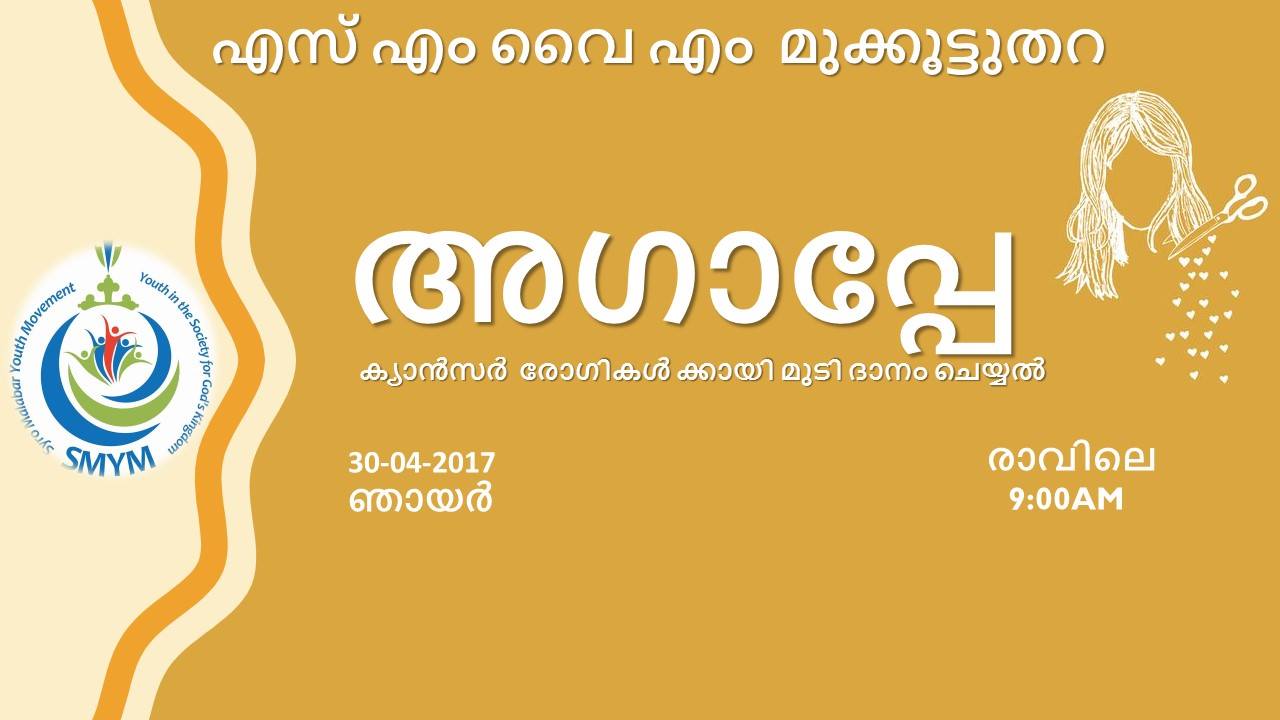 എസ് എം വൈ എം മുക്കൂട്ടുതറ
അഗാപ്പേ
ക്യാൻസർ രോഗികൾ ക്കായി മുടി ദാനം ചെയ്യൽ
30-04-2017
ഞായർ
രാവിലെ
9:00AM
Syro Malabar Youth Movement
Youth in the Society for God's Kingdom
SMYM